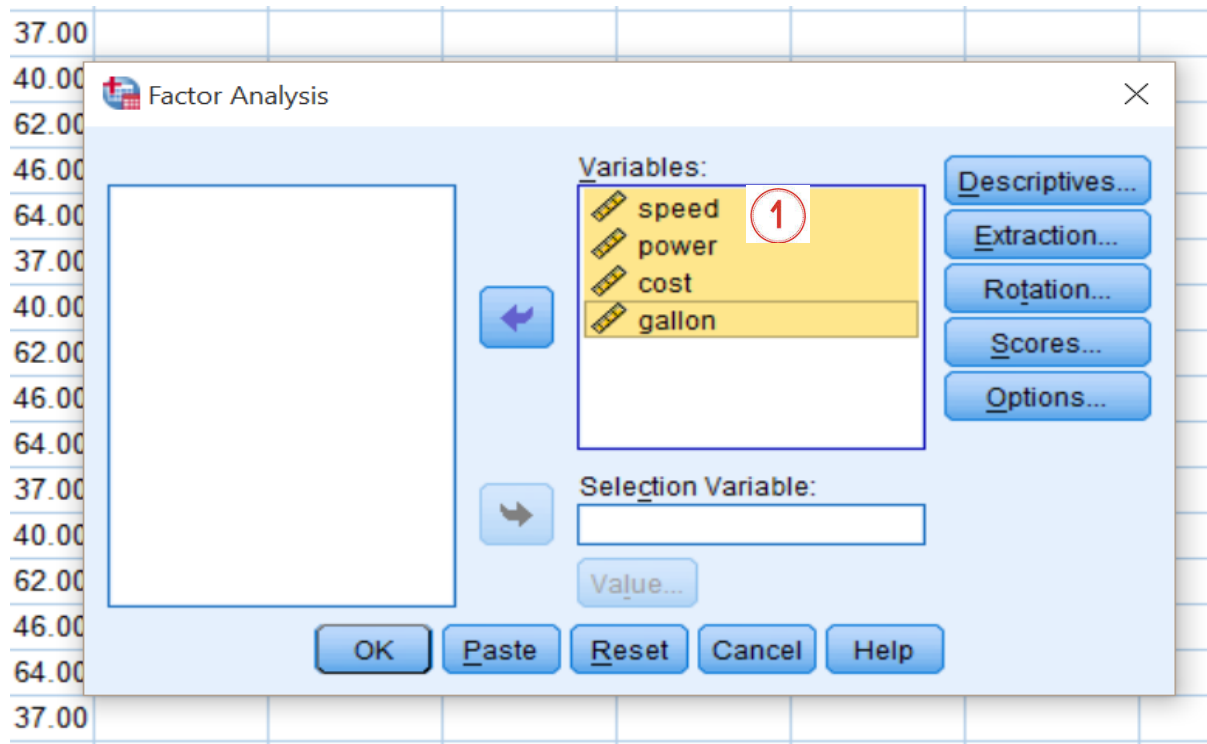 37.00
40.00
62.00
46.00
64.00
37.00
40.00
62.00
46.00
64.00
37.00
40.00
62.00
46.00
64.00
37.00
Factor Analysis
Variables:
speed
power
cost
gallon
1
Descriptives...
Extraction...
Rotation...
Scores...
Options...
Selection Variable:
Value...
OK
Paste
Reset
Cancel
Help